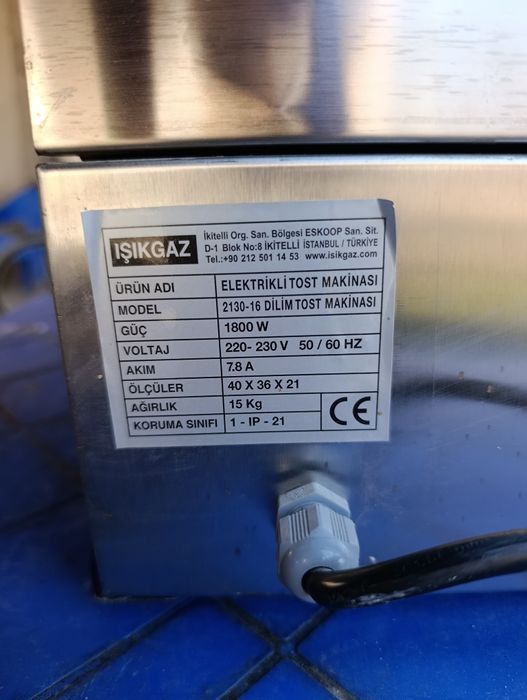 IŞIKGAZ
İkitelli Org. San. Bölgesi ESKOOP San. Sit.
D-1 Blok No:8 İKİTELLİ İSTANBUL / TÜRKİYE
Tel.:+90 212 501 14 53 www.isikgaz.com
ÜRÜN ADI ELEKTRİKLİ TOST MAKİNASI
MODEL 2130-16 DİLİM TOST MAKİNASI
GÜÇ 1800 W
VOLTAJ 220- 230 V 50 / 60 HZ
AKIM 7.8 A
ÖLÇÜLER 40 X 36 X 21
AĞIRLIK 15 Kg
KORUMA SINIFI 1 - IP - 21
CE